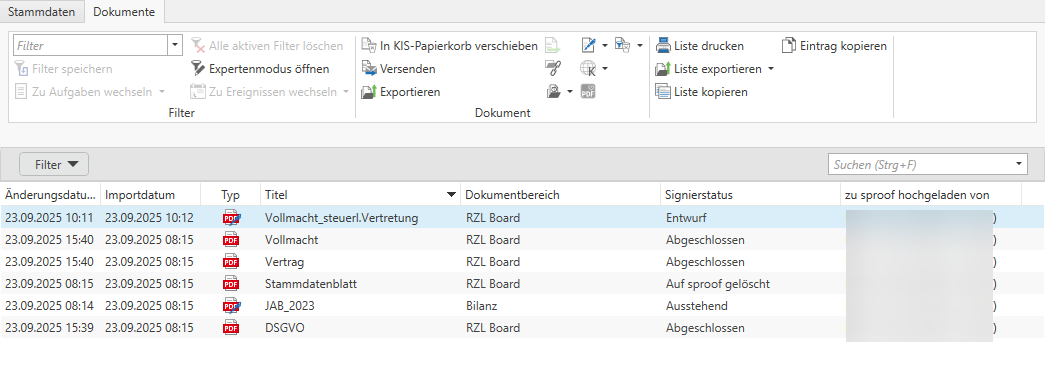 Stammdaten Dokumente
Filter Alle aktiven Filter löschen In KIS-Papierkorb verschieben Liste drucken Eintrag kopieren
Filter speichern Expertenmodus öffnen Versenden K Liste exportieren
Zu Aufgaben wechseln Zu Ereignissen wechseln Exportieren PDF Liste kopieren
Filter Dokument
Filter Suchen (Strg+F)
Änderungsdatu... Importdatum Typ Titel Dokumentbereich Signierstatus zu sproof hochgeladen von
23.09.2025 10:11 23.09.2025 10:12 PDF Vollmacht_steuerl.Vertretung RZL Board Entwurf )
23.09.2025 15:40 23.09.2025 08:15 PDF Vollmacht RZL Board Abgeschlossen )
23.09.2025 15:40 23.09.2025 08:15 PDF Vertrag RZL Board Abgeschlossen )
23.09.2025 08:15 23.09.2025 08:15 PDF Stammdatenblatt RZL Board Auf sproof gelöscht )
23.09.2025 08:14 23.09.2025 08:15 PDF JAB_2023 Bilanz Ausstehend )
23.09.2025 15:39 23.09.2025 08:15 PDF DSGVO RZL Board Abgeschlossen )